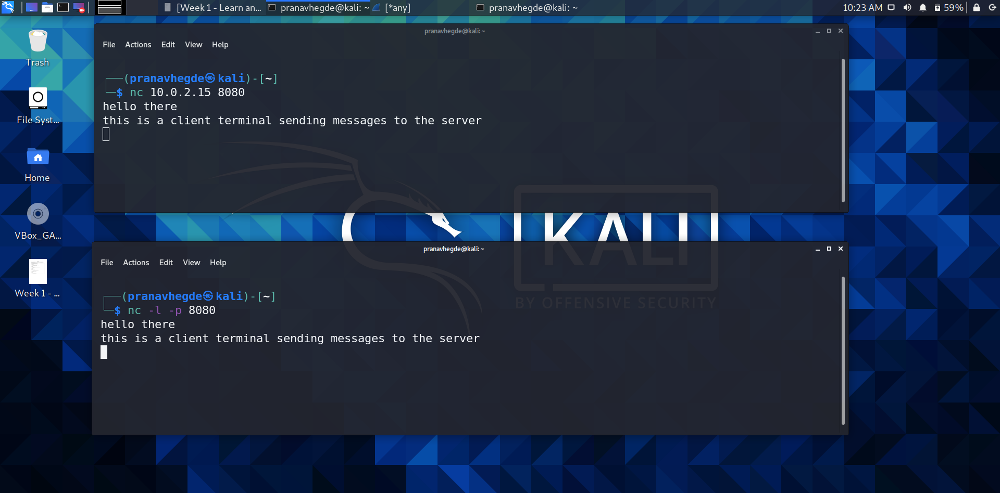 [Week 1 - Learn an...
pranavhegde@kali: ~
[*any]
pranavhegde@kali: ~
10:23 AM
59%
Trash
File Syst...
Home
VBox_GA...
Week 1 - ...
pranavhegde@kali: ~
File Actions Edit View Help
(pranavhegde㉿kali)-[~]
$ nc 10.0.2.15 8080
hello there
this is a client terminal sending messages to the server
KALI
BY OFFENSIVE SECURITY
pranavhegde@kali: ~
File Actions Edit View Help
(pranavhegde㉿kali)-[~]
$ nc -l -p 8080
hello there
this is a client terminal sending messages to the server